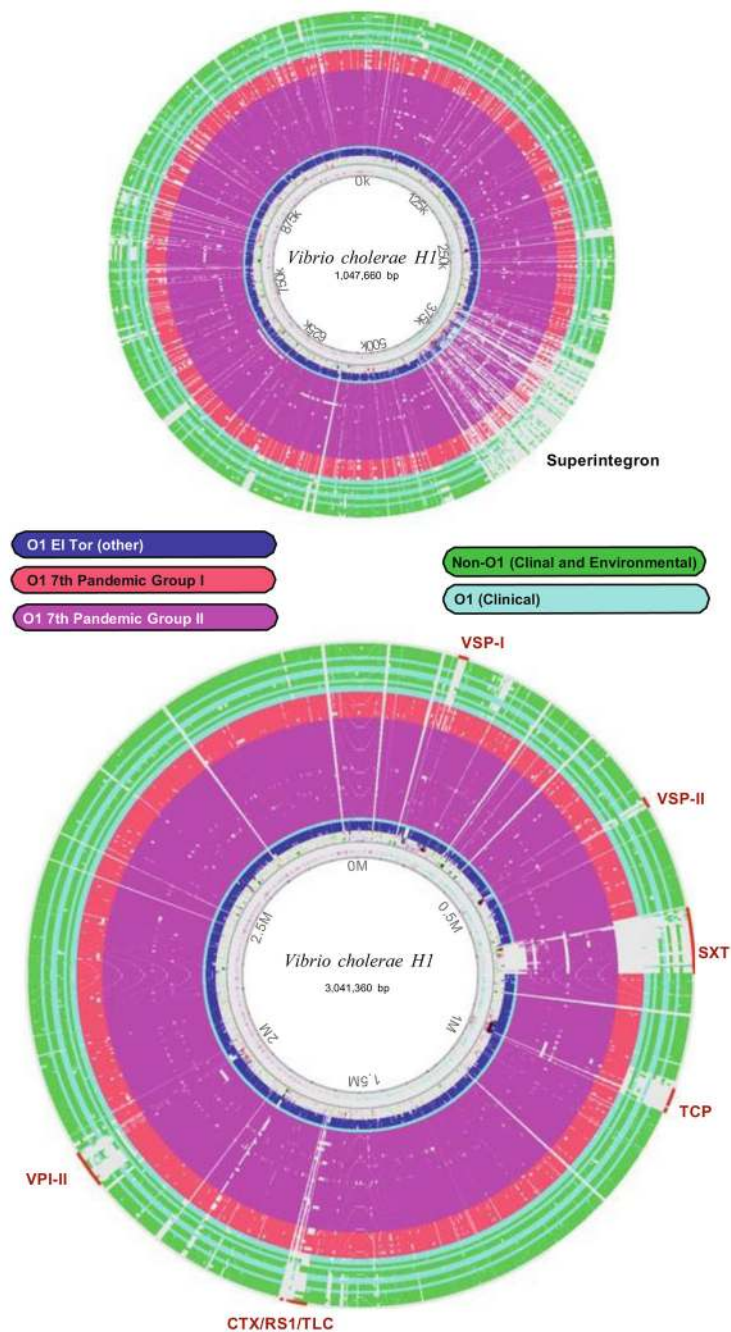 0k
125k
250k
375k
500k
625k
750k
875k
Vibrio cholerae H1
1,047,660 bp
Superintegron
O1 El Tor (other)
O1 7th Pandemic Group I
O1 7th Pandemic Group II
Non-O1 (Clinal and Environmental)
O1 (Clinical)
VSP-I
VSP-II
SXT
TCP
CTX/RS1/TLC
VPI-II
0M
0.5M
1M
1.5M
2M
2.5M
Vibrio cholerae H1
3,041,360 bp